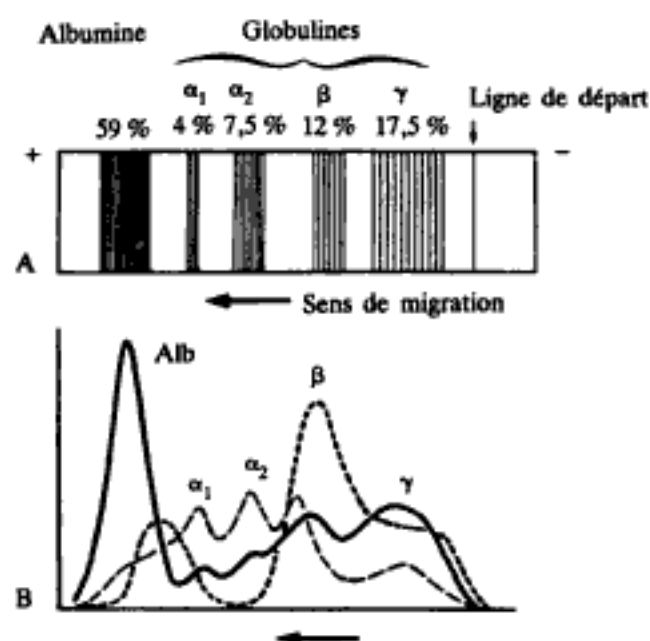 Albumine Globulines
α₁ α₂ β γ Ligne de départ
59 % 4 % 7,5 % 12 % 17,5 %
+ −
A
Sens de migration
Alb
β
α₁ α₂ γ
B